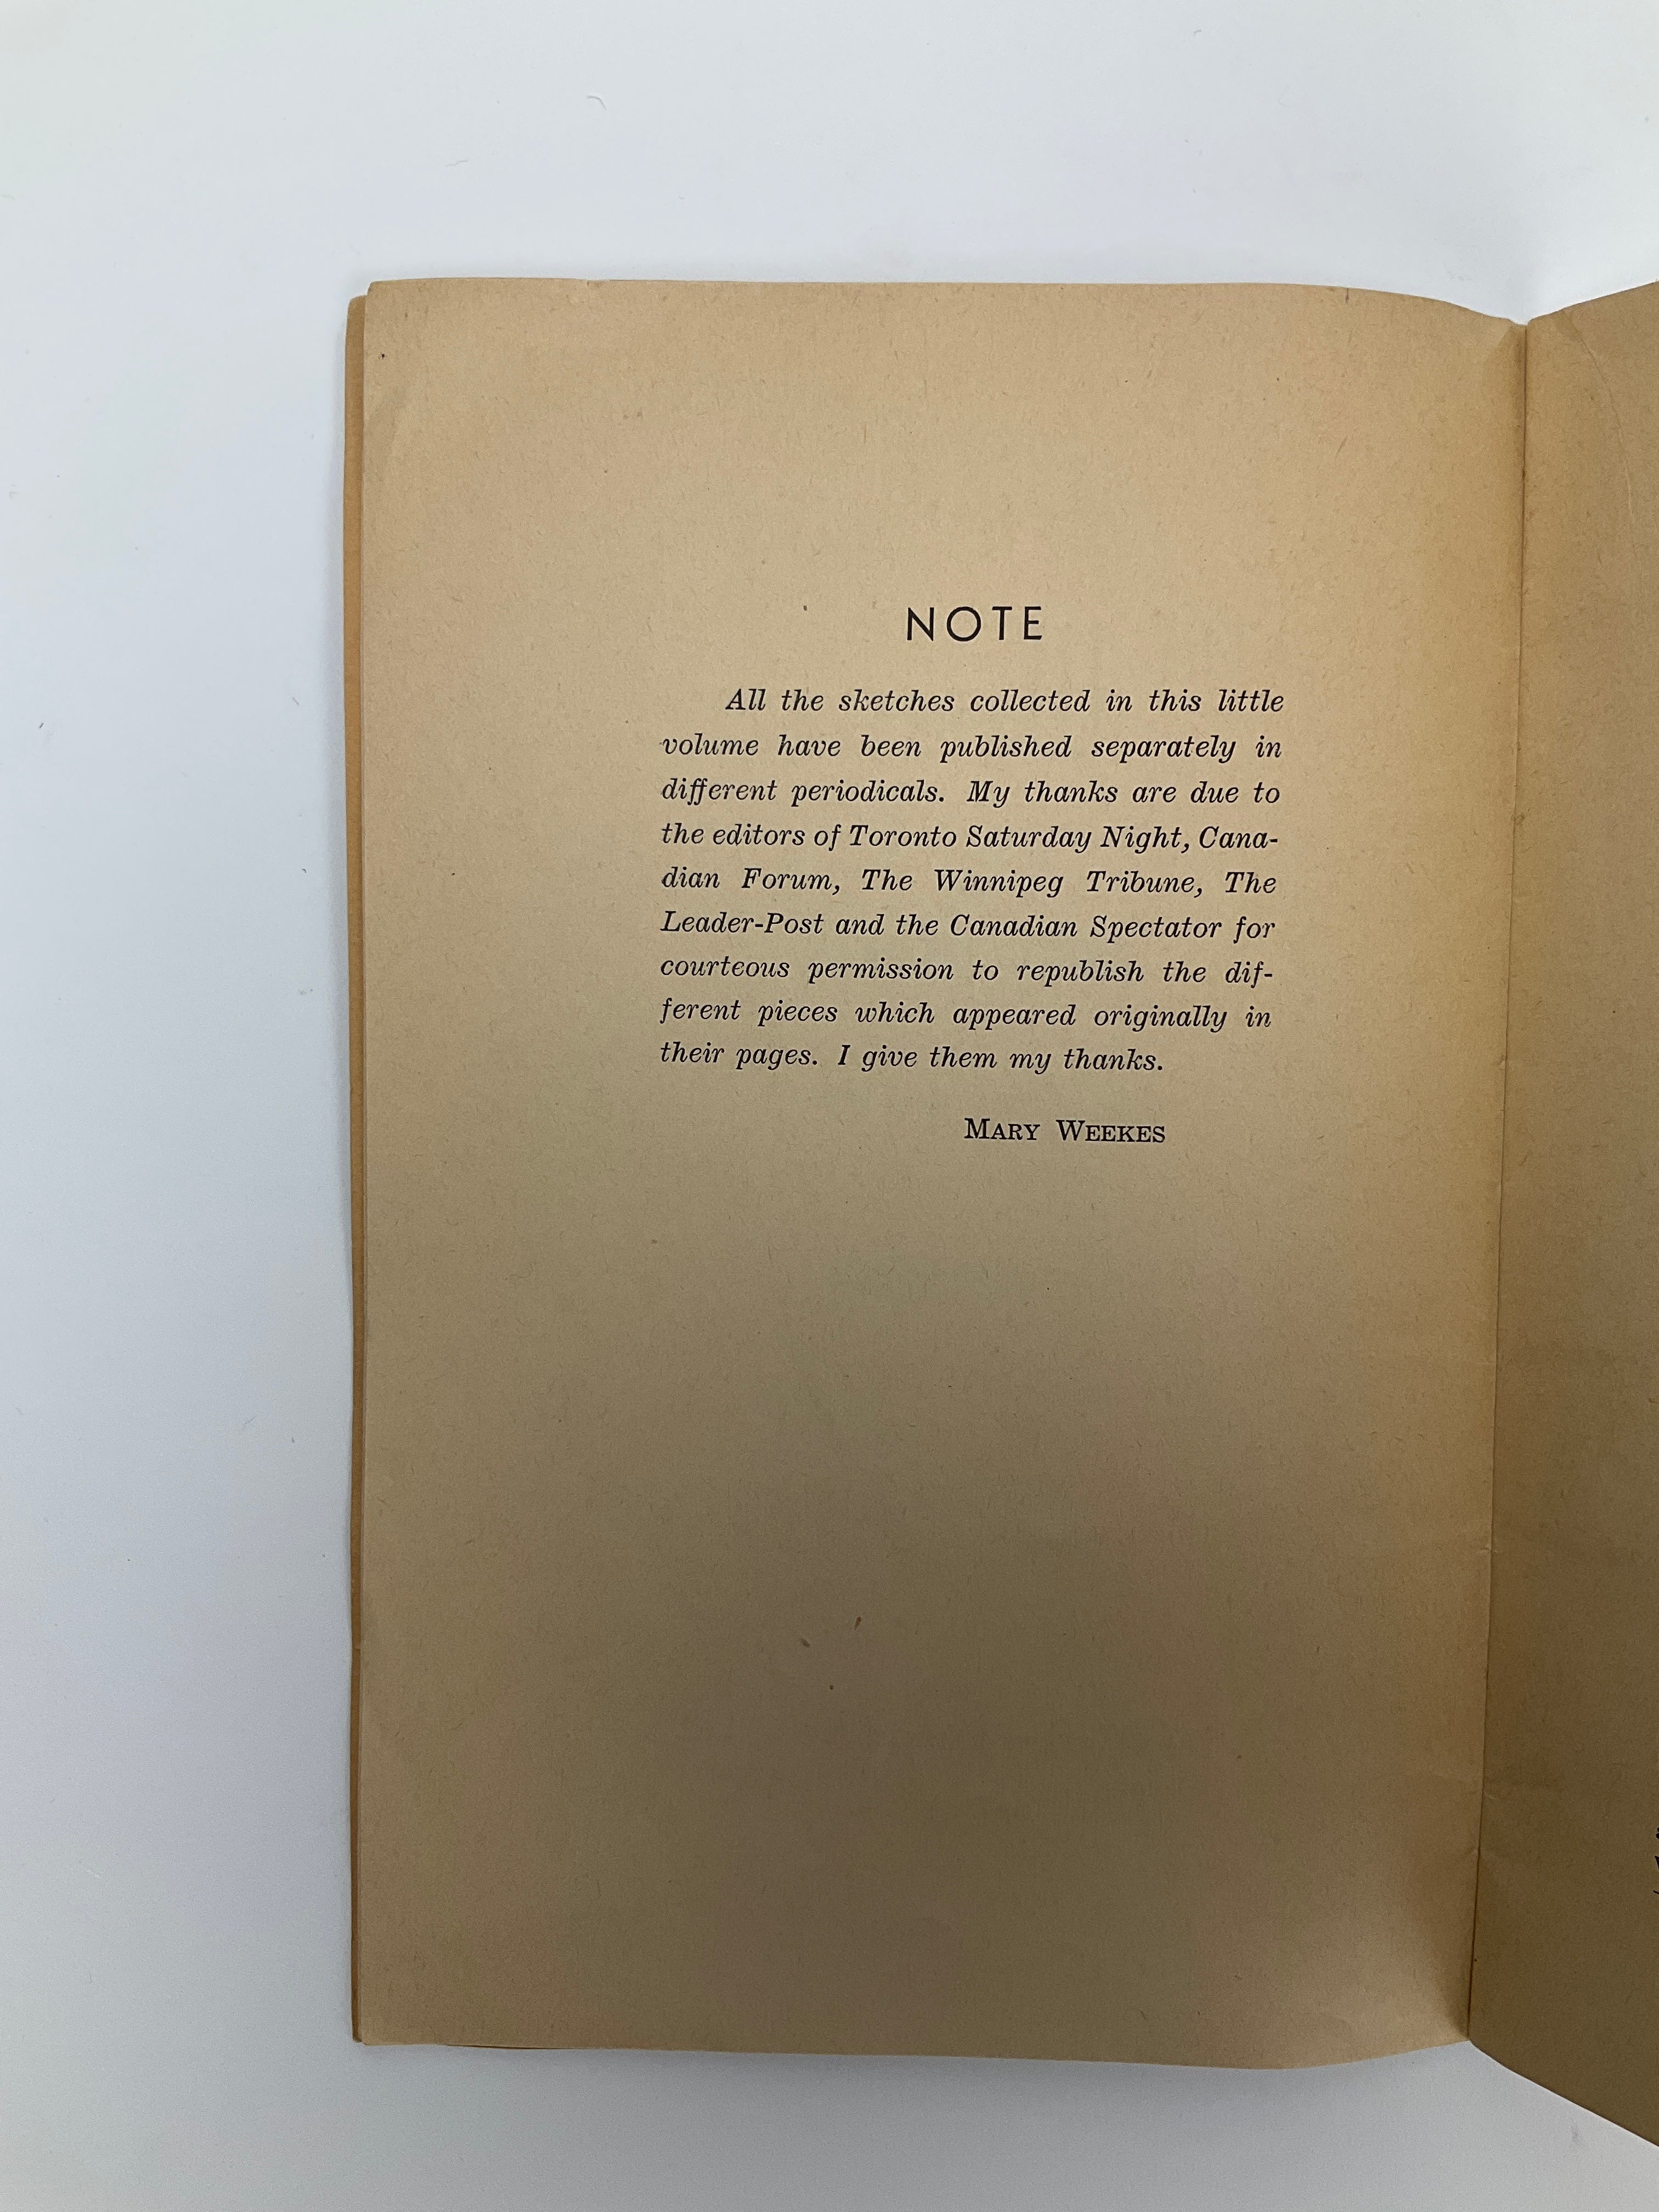 NOTE
All the sketches collected in this little
volume have been published separately in
different periodicals. My thanks are due to
the editors of Toronto Saturday Night, Cana-
dian Forum, The Winnipeg Tribune, The
Leader-Post and the Canadian Spectator for
courteous permission to republish the dif-
ferent pieces which appeared originally in
their pages. I give them my thanks.
MARY WEEKES